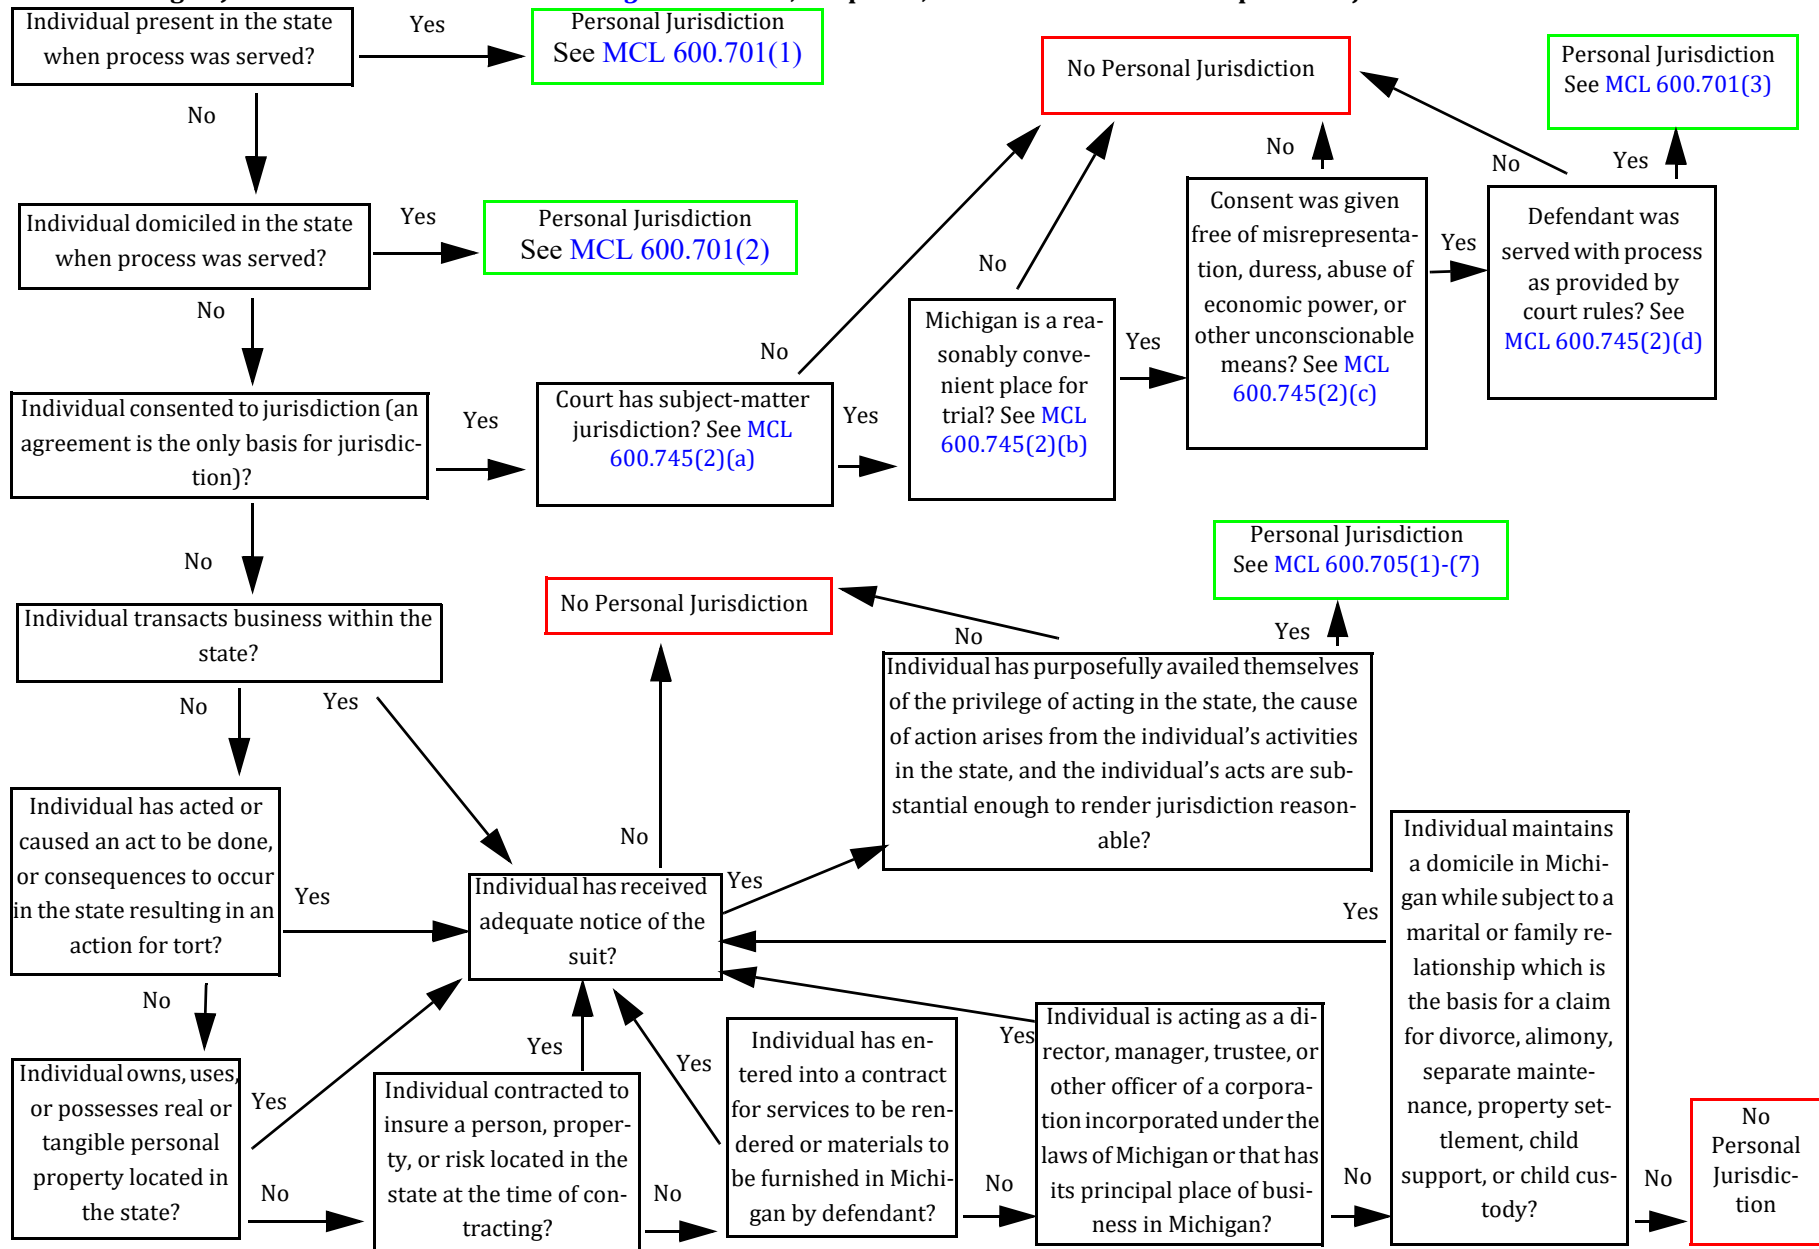 Individual present in the state
when process was served?
Yes
Personal Jurisdiction
See MCL 600.701(1)
No
Individual domiciled in the state
when process was served?
Yes
Personal Jurisdiction
See MCL 600.701(2)
No
Individual consented to jurisdiction (an
agreement is the only basis for jurisdic-
tion)?
Yes
Court has subject-matter
jurisdiction? See MCL
600.745(2)(a)
No
Yes
Michigan is a rea-
sonably conve-
nient place for
trial? See MCL
600.745(2)(b)
No
Yes
Consent was given
free of misrepresenta-
tion, duress, abuse of
economic power, or
other unconscionable
means? See MCL
600.745(2)(c)
No
Yes
Defendant was
served with process
as provided by
court rules? See
MCL 600.745(2)(d)
No
Yes
No Personal Jurisdiction
Personal Jurisdiction
See MCL 600.701(3)
No
Individual transacts business within the
state?
No
Yes
Individual has acted or
caused an act to be done,
or consequences to occur
in the state resulting in an
action for tort?
Yes
No
Individual owns, uses,
or possesses real or
tangible personal
property located in
the state?
Yes
No
Individual contracted to
insure a person, proper-
ty, or risk located in the
state at the time of con-
tracting?
Yes
No
Individual has en-
tered into a contract
for services to be ren-
dered or materials to
be furnished in Michi-
gan by defendant?
Yes
No
Individual is acting as a di-
rector, manager, trustee, or
other officer of a corpora-
tion incorporated under the
laws of Michigan or that has
its principal place of busi-
ness in Michigan?
Yes
No
Individual maintains
a domicile in Michi-
gan while subject to a
marital or family re-
lationship which is
the basis for a claim
for divorce, alimony,
separate mainte-
nance, property set-
tlement, child
support, or child cus-
tody?
Yes
No
No
Personal
Jurisdic-
tion
Individual has received
adequate notice of the
suit?
No
Yes
No Personal Jurisdiction
Individual has purposefully availed themselves
of the privilege of acting in the state, the cause
of action arises from the individual's activities
in the state, and the individual's acts are sub-
stantial enough to render jurisdiction reason-
able?
No
Yes
Personal Jurisdiction
See MCL 600.705(1)-(7)